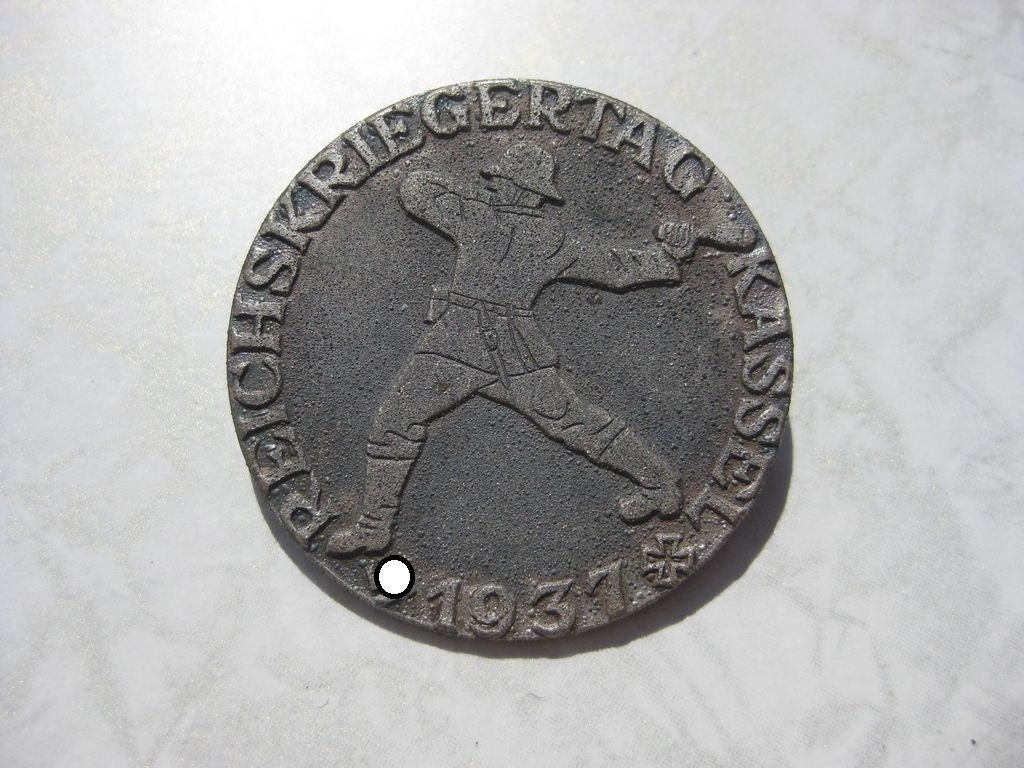 REICHSKRIEGERTAG KASSEL
1937